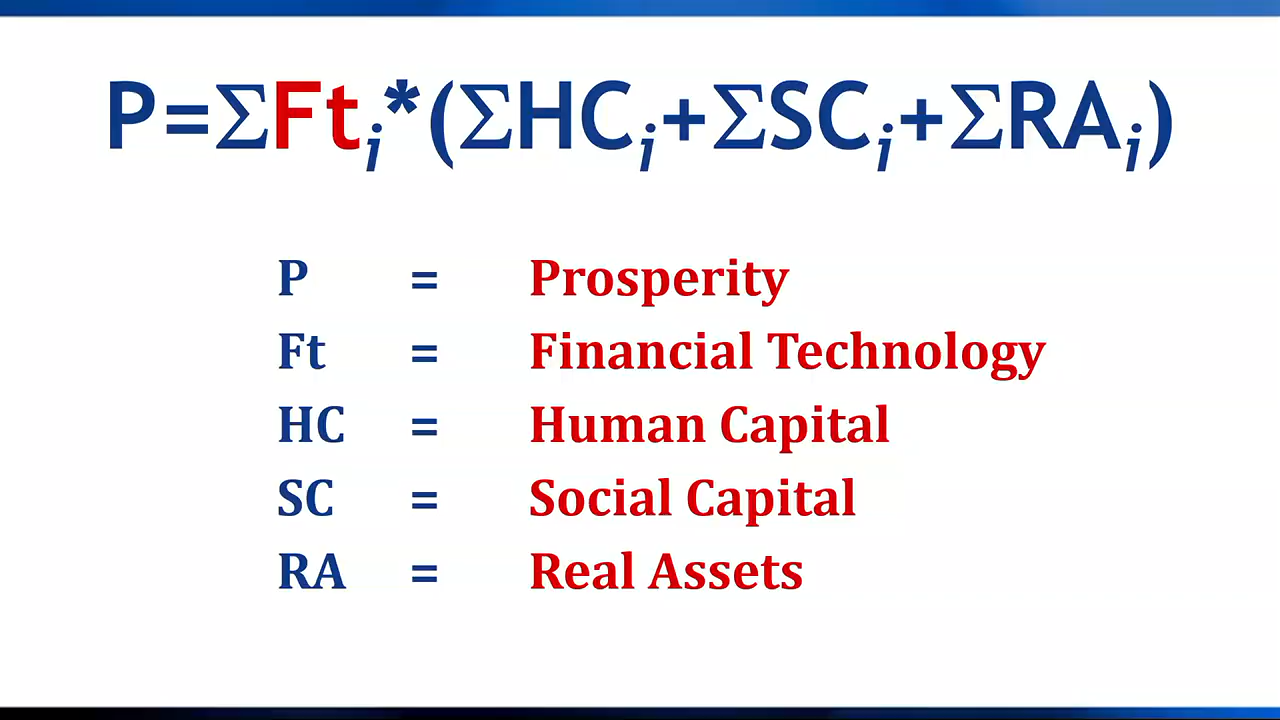 P=ΣFtᵢ*(ΣHCᵢ+ΣSCᵢ+ΣRAᵢ)
P = Prosperity
Ft = Financial Technology
HC = Human Capital
SC = Social Capital
RA = Real Assets